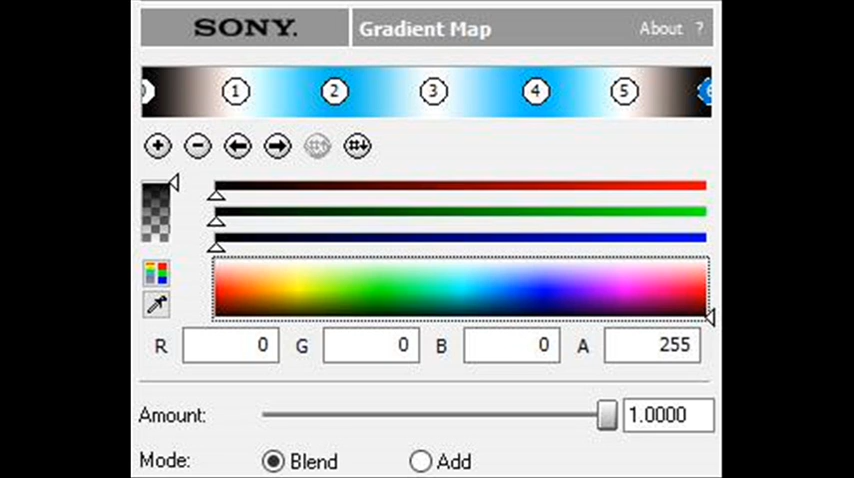 SONY. Gradient Map About ?
1 2 3 4 5 6
R 0 G 0 B 0 A 255
Amount: 1.0000
Mode: Blend Add